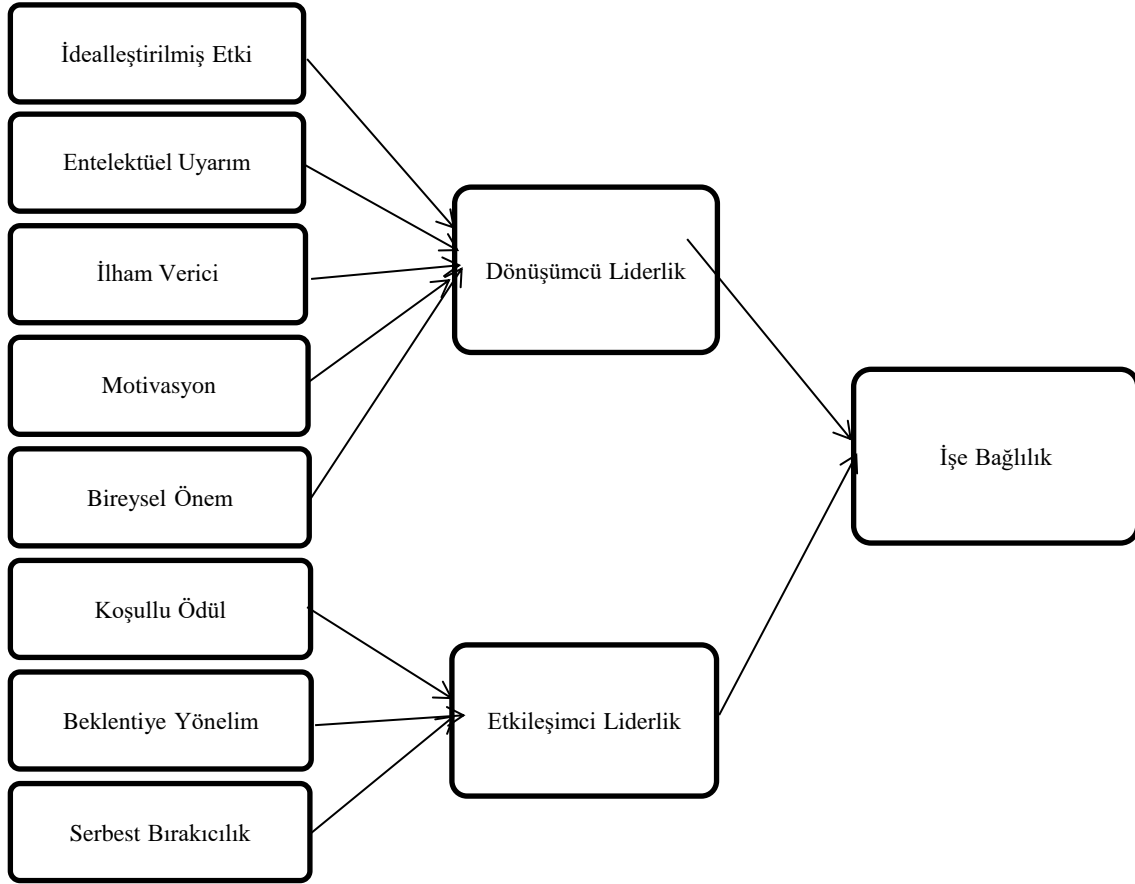 İdealleştirilmiş Etki
Entelektüel Uyarım
İlham Verici
Motivasyon
Bireysel Önem
Koşullu Ödül
Beklentiye Yönelim
Serbest Bırakıcılık
Dönüşümcü Liderlik
Etkileşimci Liderlik
İşe Bağlılık